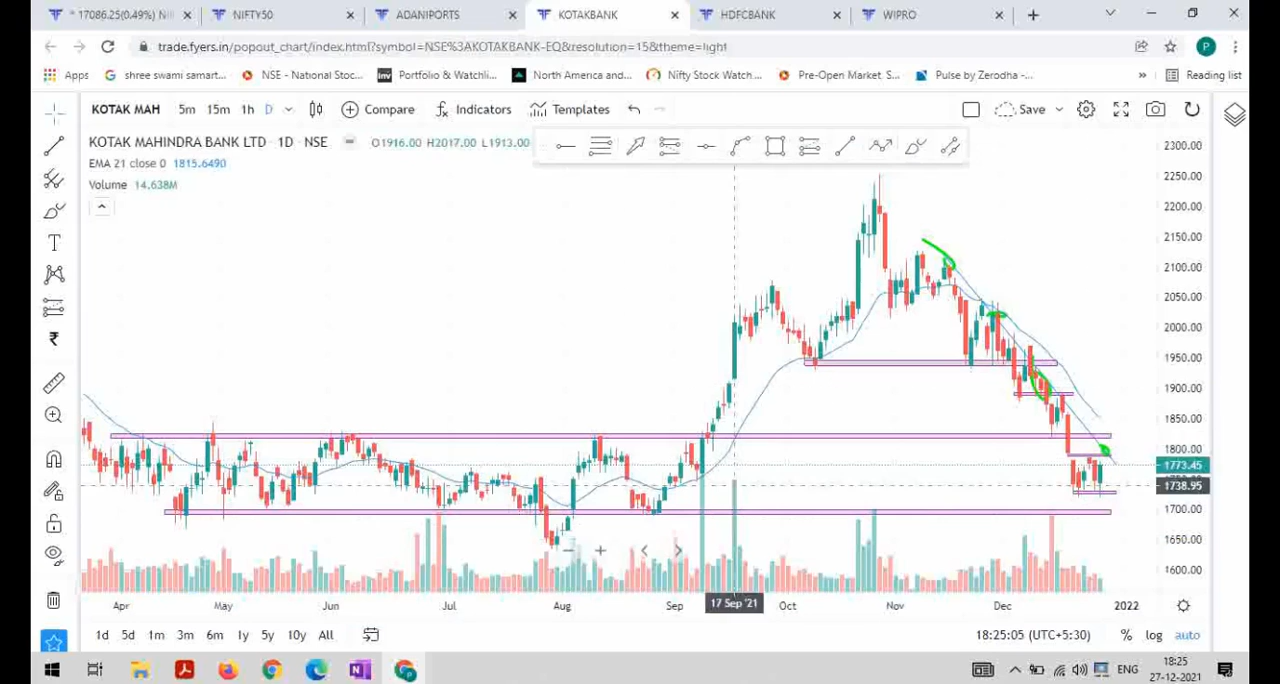 * 17086.25(0.49%) NI
NIFTY50
ADANIPORTS
KOTAKBANK
HDFCBANK
WIPRO
trade.fyers.in/popout_chart/index.html?symbol=NSE%3AKOTAKBANK-EQ&resolution=15&theme=light
P
Apps
shree swami samart...
NSE - National Stoc...
inv Portfolio & Watchli...
North America and...
Nifty Stock Watch ...
Pre-Open Market, S...
Pulse by Zerodha -...
»
Reading list
KOTAK MAH 5m 15m 1h D Compare Indicators Templates Save
KOTAK MAHINDRA BANK LTD 1D NSE O1916.00 H2017.00 L1913.00
EMA 21 close 0 1815.6490
Volume 14.638M
T
₹
2300.00
2250.00
2200.00
2150.00
2100.00
2050.00
2000.00
1950.00
1900.00
1850.00
1800.00
1773.45
1738.95
1700.00
1650.00
1600.00
Apr May Jun Jul Aug Sep 17 Sep '21 Oct Nov Dec 2022
1d 5d 1m 3m 6m 1y 5y 10y All 18:25:05 (UTC+5:30) % log auto
ENG
18:25
27-12-2021